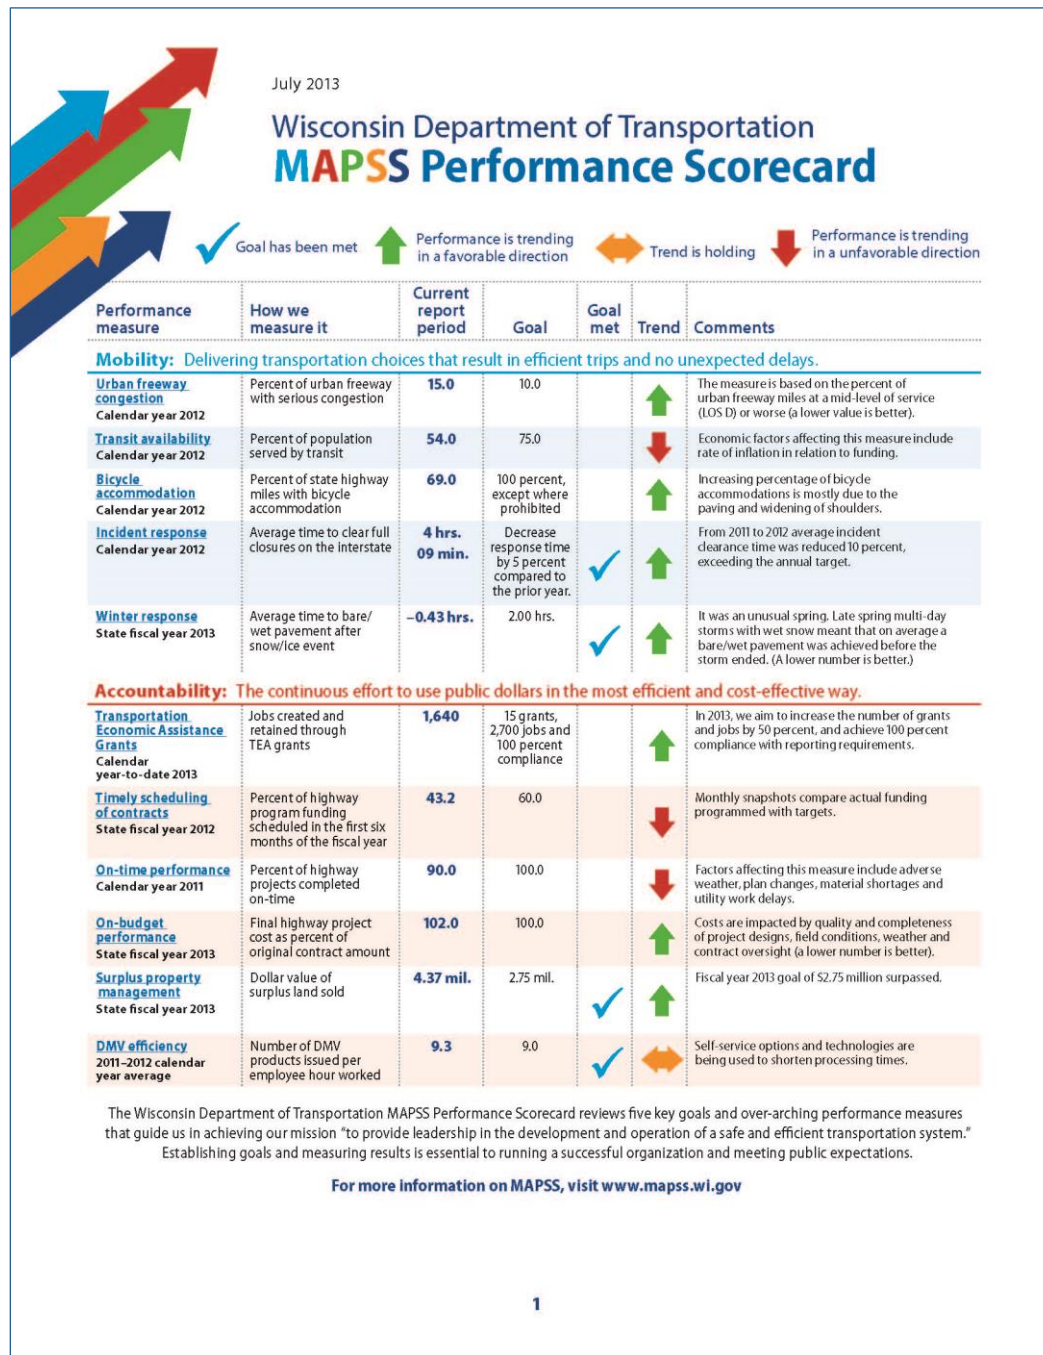 July 2013
Wisconsin Department of Transportation
MAPSS Performance Scorecard
Goal has been met
Performance is trending
in a favorable direction
Trend is holding
Performance is trending
in a unfavorable direction
Performance
measure
How we
measure it
Current
report
period
Goal
Goal
met
Trend
Comments
Mobility: Delivering transportation choices that result in efficient trips and no unexpected delays.
Urban freeway
congestion
Calendar year 2012
Percent of urban freeway
with serious congestion
15.0
10.0
The measure is based on the percent of
urban freeway miles at a mid-level of service
(LOS D) or worse (a lower value is better).
Transit availability
Calendar year 2012
Percent of population
served by transit
54.0
75.0
Economic factors affecting this measure include
rate of inflation in relation to funding.
Bicycle
accommodation
Calendar year 2012
Percent of state highway
miles with bicycle
accommodation
69.0
100 percent,
except where
prohibited
Increasing percentage of bicycle
accommodations is mostly due to the
paving and widening of shoulders.
Incident response
Calendar year 2012
Average time to clear full
closures on the interstate
4 hrs.
09 min.
Decrease
response time
by 5 percent
compared to
the prior year.
From 2011 to 2012 average incident
clearance time was reduced 10 percent,
exceeding the annual target.
Winter response
State fiscal year 2013
Average time to bare/
wet pavement after
snow/ice event
–0.43 hrs.
2.00 hrs.
It was an unusual spring. Late spring multi-day
storms with wet snow meant that on average a
bare/wet pavement was achieved before the
storm ended. (A lower number is better.)
Accountability: The continuous effort to use public dollars in the most efficient and cost-effective way.
Transportation
Economic Assistance
Grants
Calendar
year-to-date 2013
Jobs created and
retained through
TEA grants
1,640
15 grants,
2,700 jobs and
100 percent
compliance
In 2013, we aim to increase the number of grants
and jobs by 50 percent, and achieve 100 percent
compliance with reporting requirements.
Timely scheduling
of contracts
State fiscal year 2012
Percent of highway
program funding
scheduled in the first six
months of the fiscal year
43.2
60.0
Monthly snapshots compare actual funding
programmed with targets.
On-time performance
Calendar year 2011
Percent of highway
projects completed
on-time
90.0
100.0
Factors affecting this measure include adverse
weather, plan changes, material shortages and
utility work delays.
On-budget
performance
State fiscal year 2013
Final highway project
cost as percent of
original contract amount
102.0
100.0
Costs are impacted by quality and completeness
of project designs, field conditions, weather and
contract oversight (a lower number is better).
Surplus property
management
State fiscal year 2013
Dollar value of
surplus land sold
4.37 mil.
2.75 mil.
Fiscal year 2013 goal of $2.75 million surpassed.
DMV efficiency
2011–2012 calendar
year average
Number of DMV
products issued per
employee hour worked
9.3
9.0
Self-service options and technologies are
being used to shorten processing times.
The Wisconsin Department of Transportation MAPSS Performance Scorecard reviews five key goals and over-arching performance measures
that guide us in achieving our mission "to provide leadership in the development and operation of a safe and efficient transportation system."
Establishing goals and measuring results is essential to running a successful organization and meeting public expectations.
For more information on MAPSS, visit www.mapss.wi.gov
1